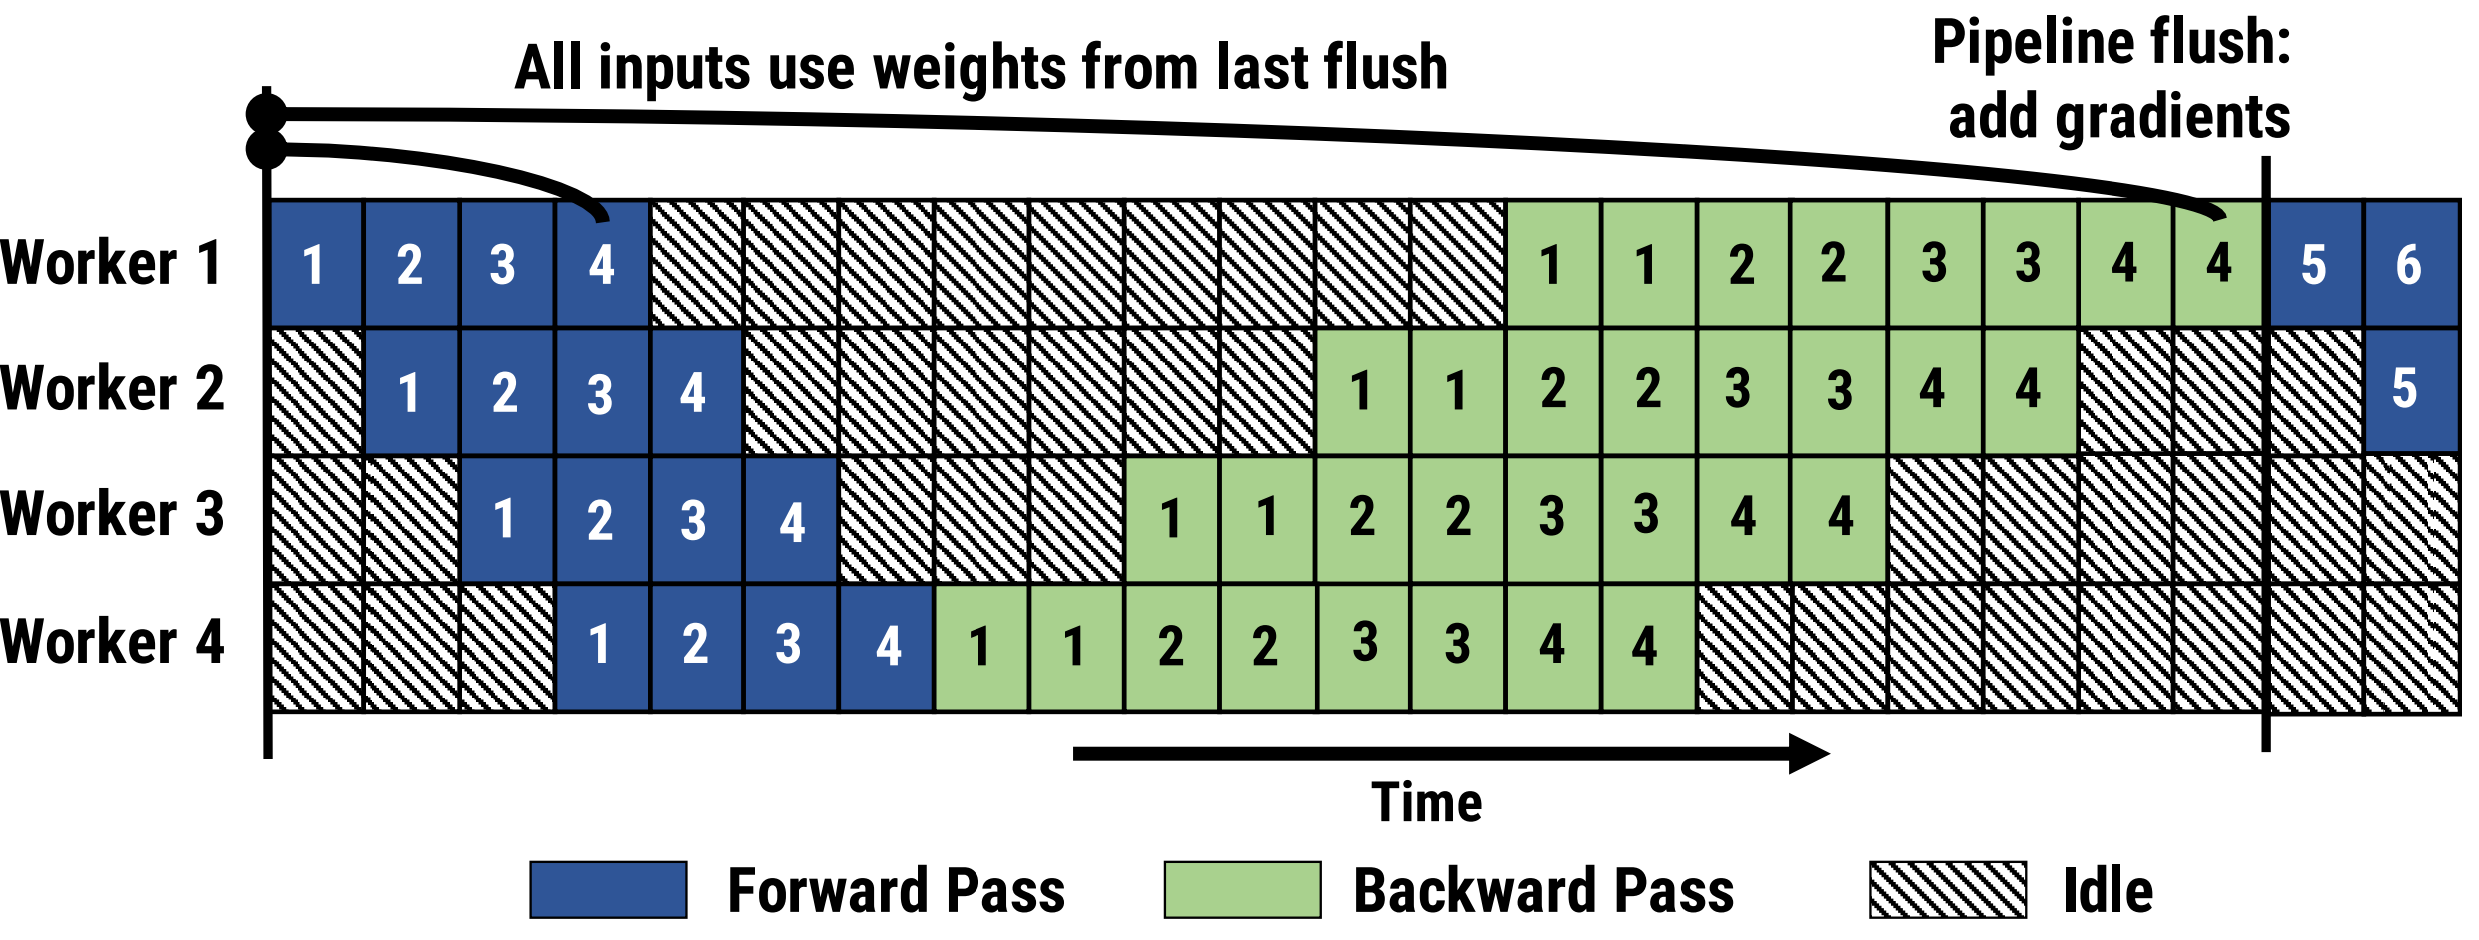 All inputs use weights from last flush
Pipeline flush:
add gradients
Worker 1 1 2 3 4 1 1 2 2 3 3 4 4 5 6
Worker 2 1 2 3 4 1 1 2 2 3 3 4 4 5
Worker 3 1 2 3 4 1 1 2 2 3 3 4 4
Worker 4 1 2 3 4 1 1 2 2 3 3 4 4
Time
Forward Pass Backward Pass Idle